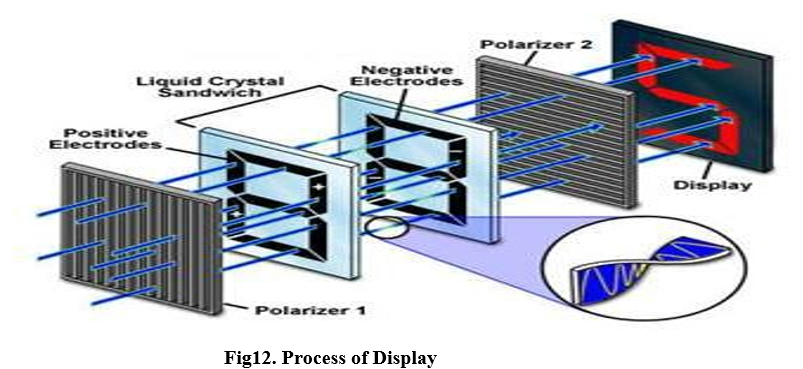 Polarizer 2
Negative
Electrodes
Liquid Crystal
Sandwich
Positive
Electrodes
Display
Polarizer 1
Fig12. Process of Display